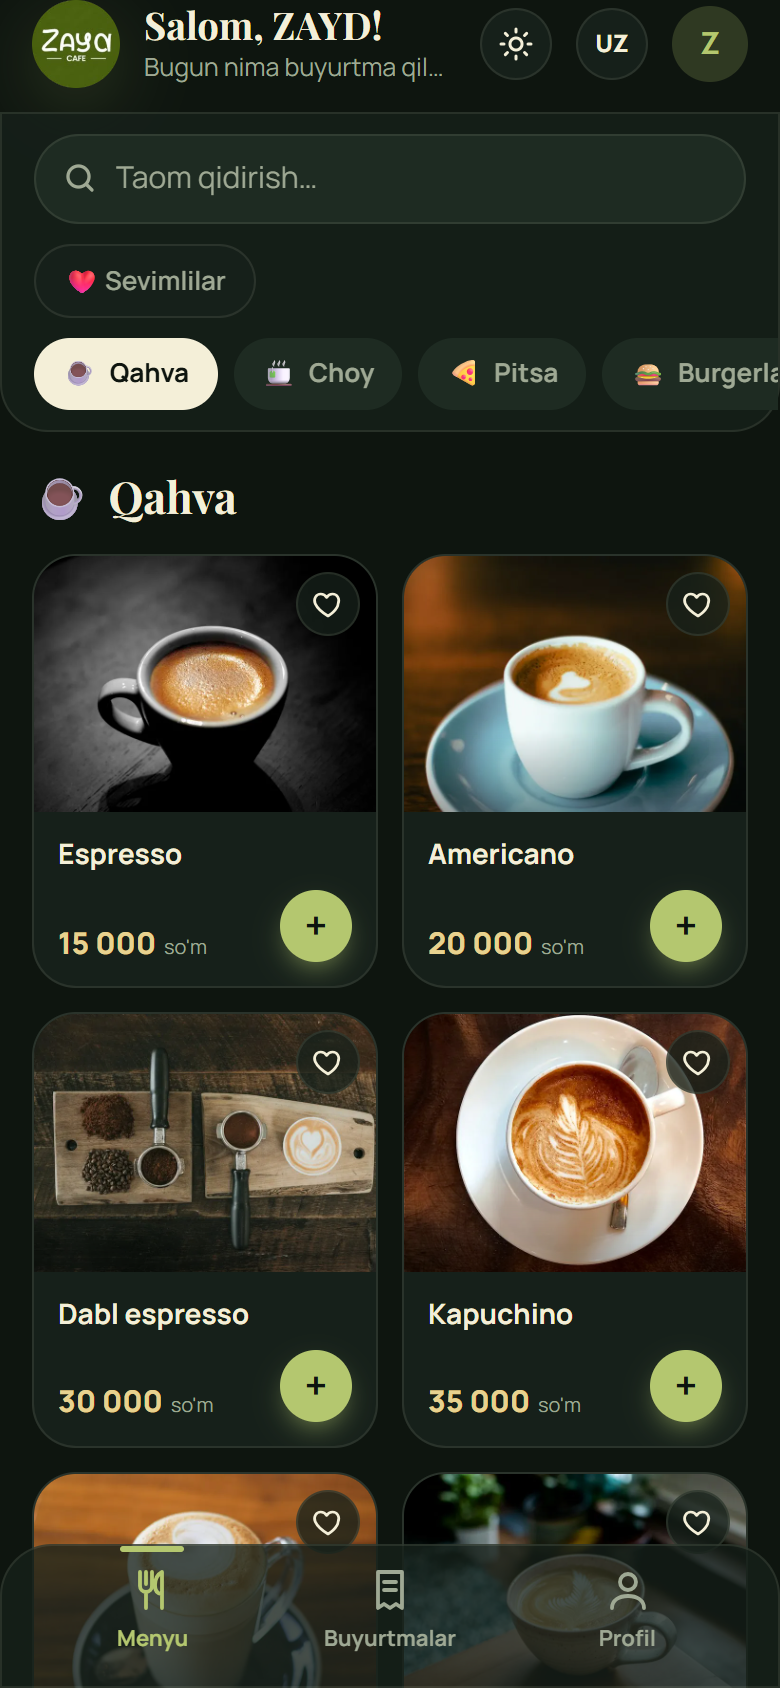 ZAYA
CAFE
Salom, ZAYD!
Bugun nima buyurtma qil...
UZ
Z
Taom qidirish...
Sevimlilar
Qahva
Choy
Pitsa
Burgerla
Qahva
Espresso
15 000 so'm
+
Americano
20 000 so'm
+
Dabl espresso
30 000 so'm
+
Kapuchino
35 000 so'm
+
Menyu
Buyurtmalar
Profil